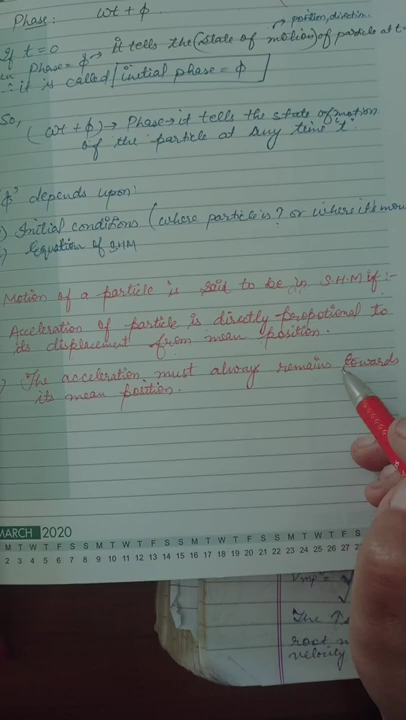 Phase: ωt + ϕ
position, direction
If t=0 → It tells the (state of motion) of particle at t
Phase = ϕ
∴ it is called [initial phase = ϕ]
So,
(ωt + ϕ) → Phase → it tells the state of motion
of the particle at any time 't'.
'ϕ' depends upon:
) Initial conditions (where particle is? or where it's mov
) Equation of SHM
Motion of a particle is said to be in S.H.M if :-
Acceleration of particle is directly peropotional to
its displacement from mean position.
) The acceleration must always remains towards
its mean position.
MARCH 2020
M T W T F S S M T W T F S S M T W T F S S M T W T F S
2 3 4 5 6 7 8 9 10 11 12 13 14 15 16 17 18 19 20 21 22 23 24 25 26 27 2
Vmp = √
The ↑
root
velocity